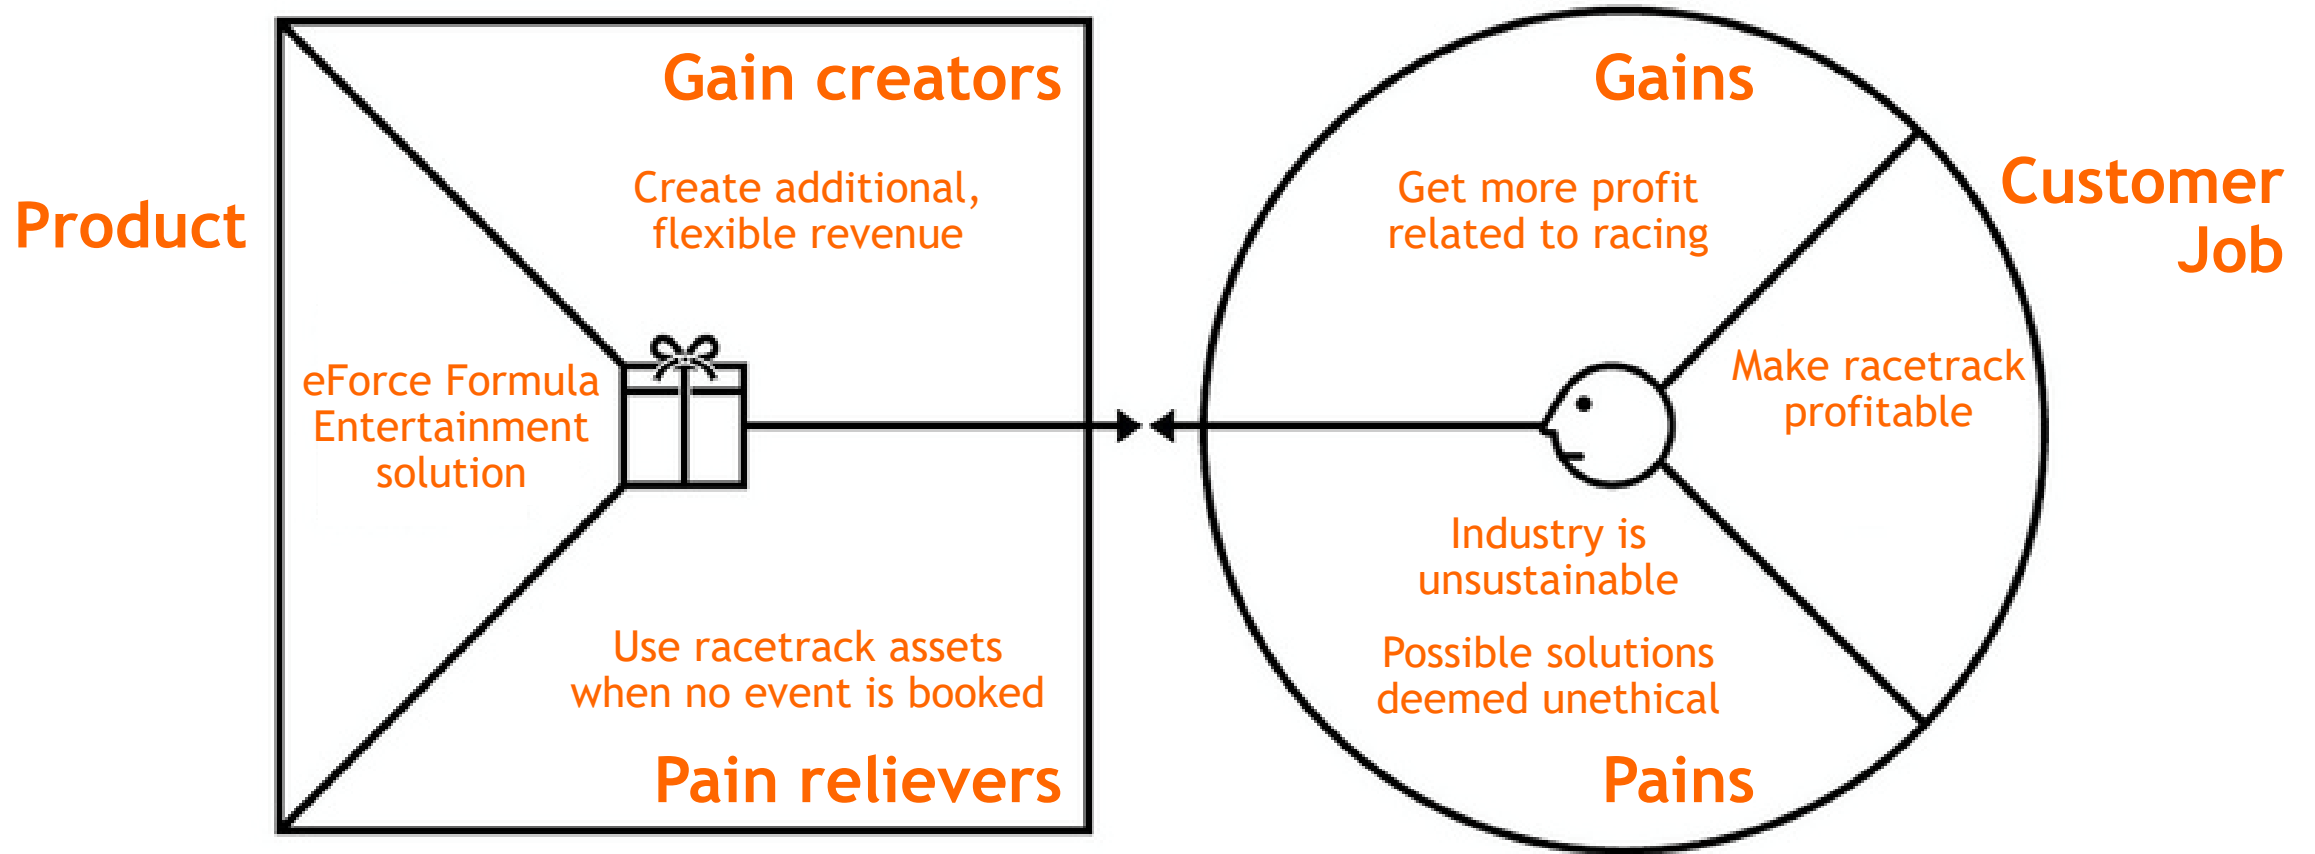 Product
Gain creators
Create additional,
flexible revenue
eForce Formula
Entertainment
solution
Use racetrack assets
when no event is booked
Pain relievers
Gains
Get more profit
related to racing
Customer
Job
Make racetrack
profitable
Industry is
unsustainable
Possible solutions
deemed unethical
Pains